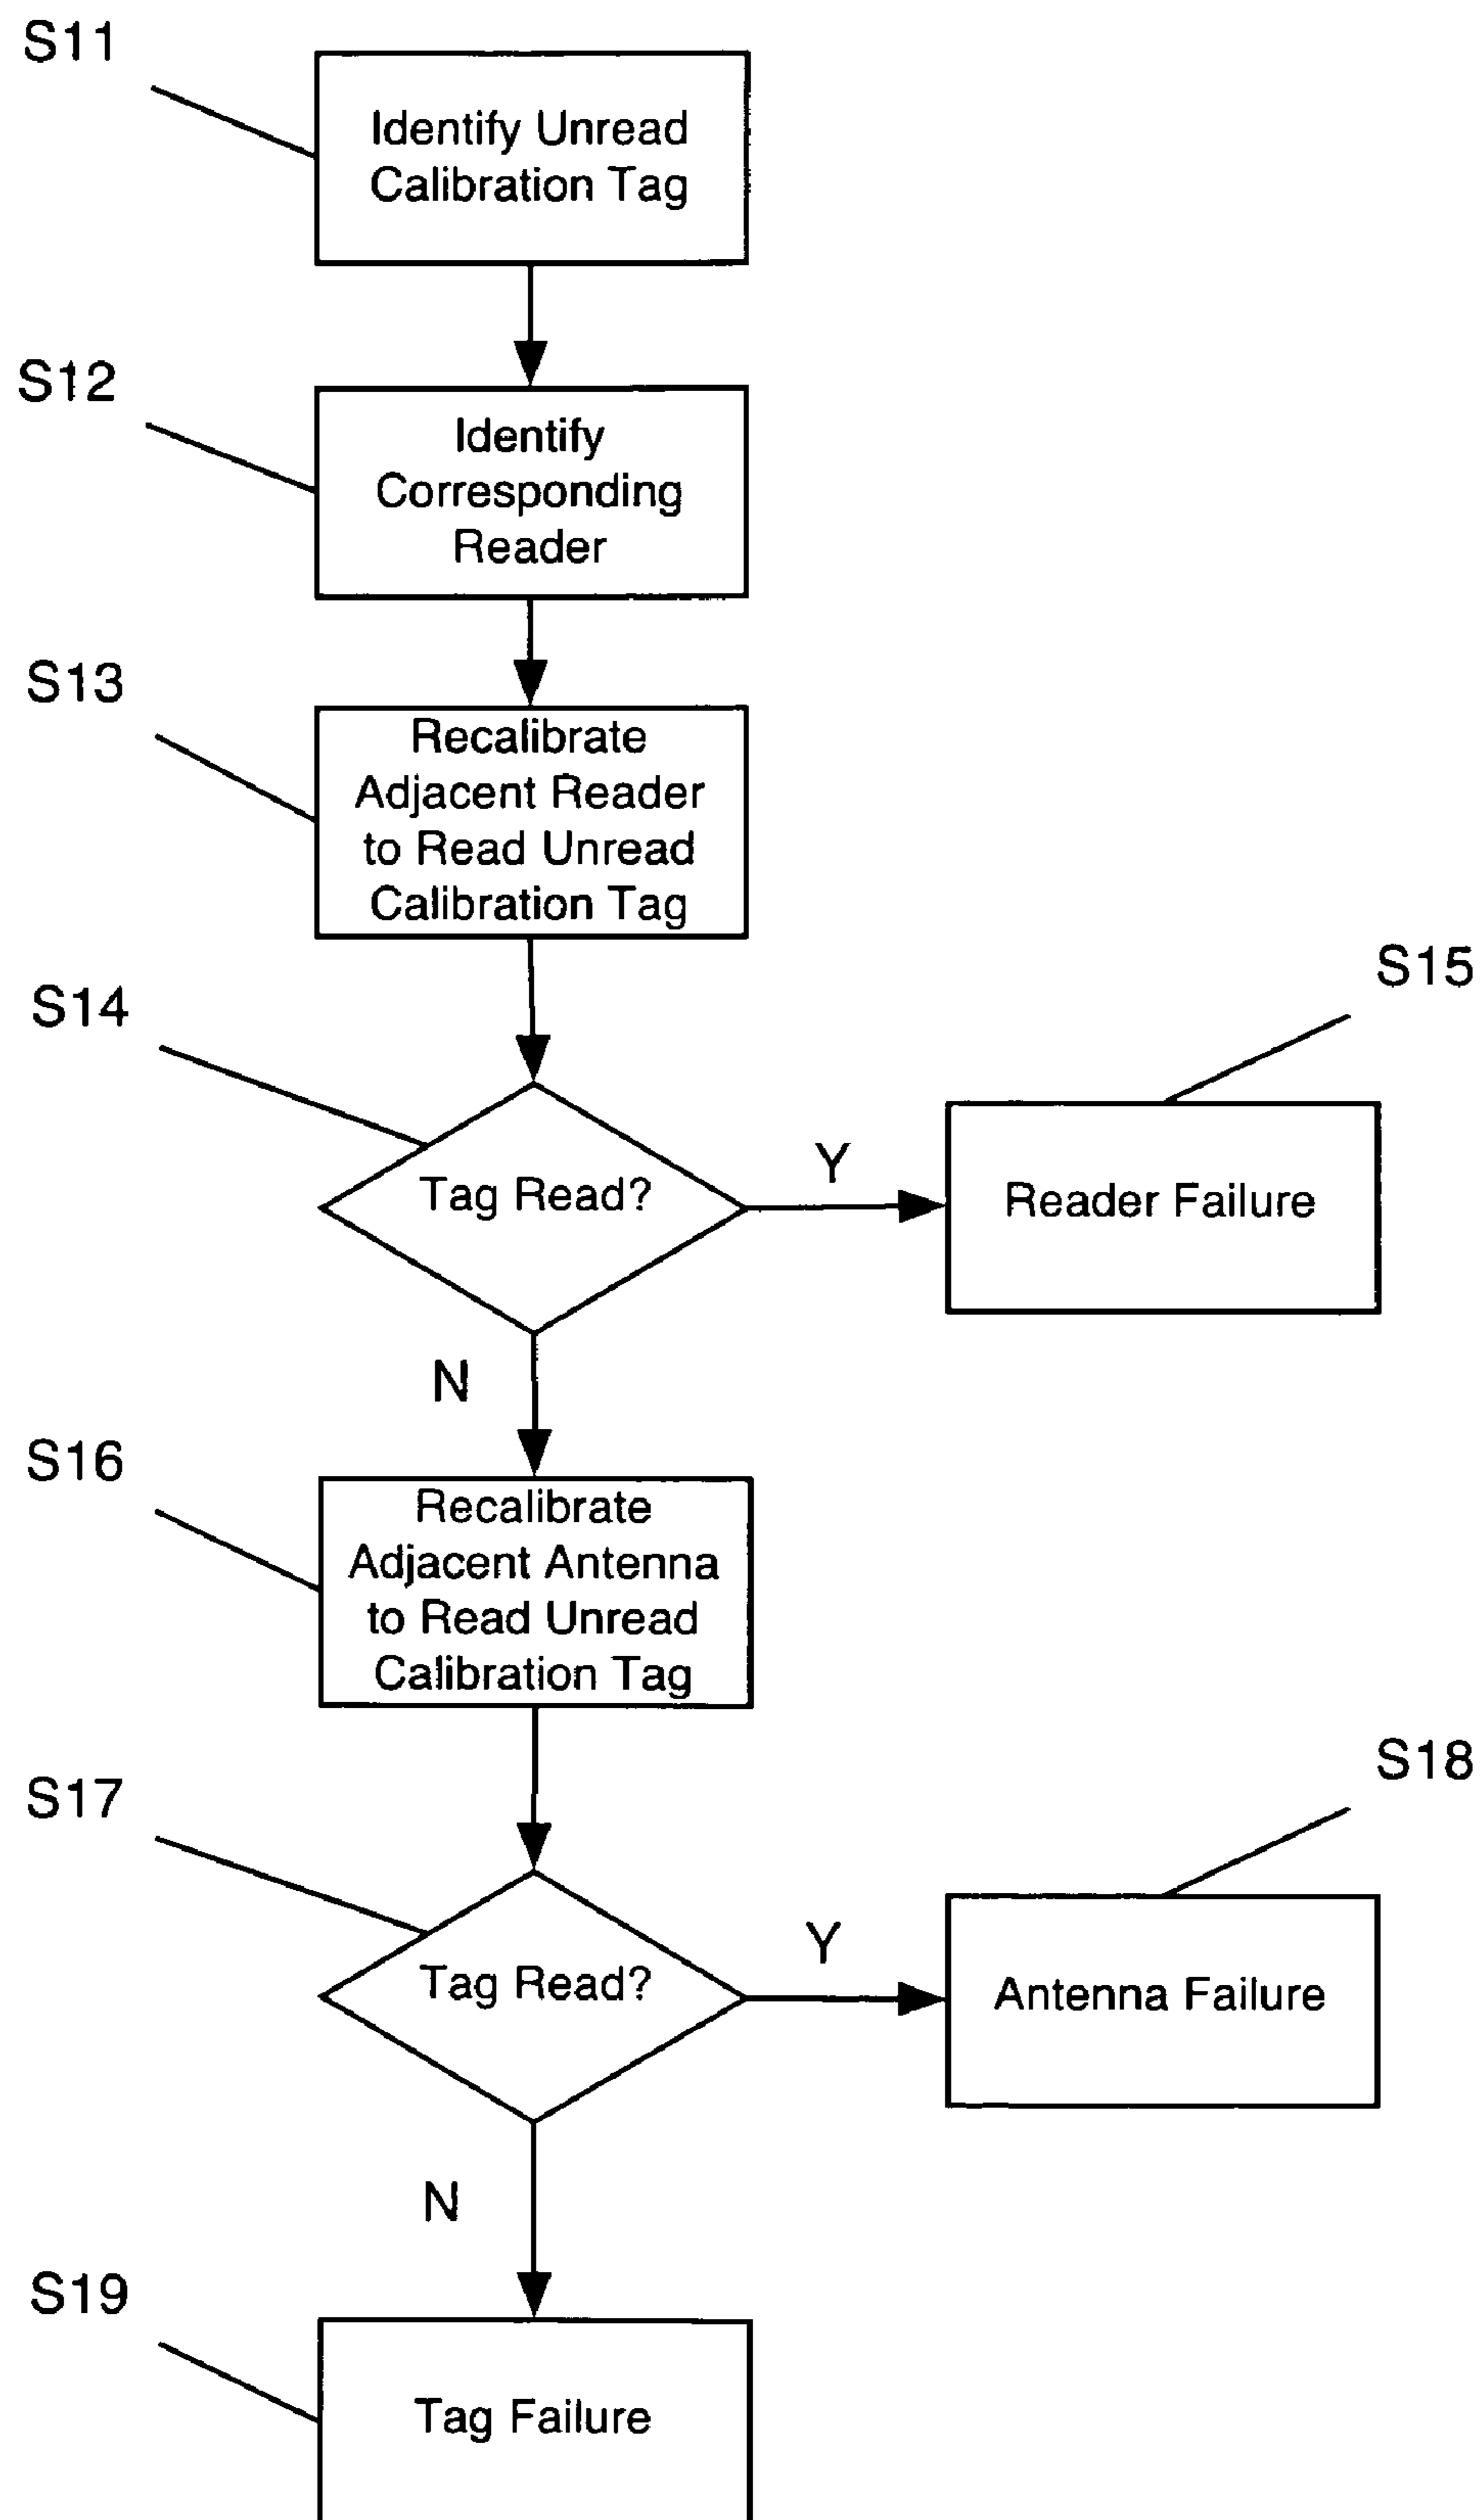 S11
Identify Unread
Calibration Tag
S12
Identify
Corresponding
Reader
S13
Recalibrate
Adjacent Reader
to Read Unread
Calibration Tag
S14
Tag Read?
Y
S15
Reader Failure
N
S16
Recalibrate
Adjacent Antenna
to Read Unread
Calibration Tag
S17
Tag Read?
Y
S18
Antenna Failure
N
S19
Tag Failure